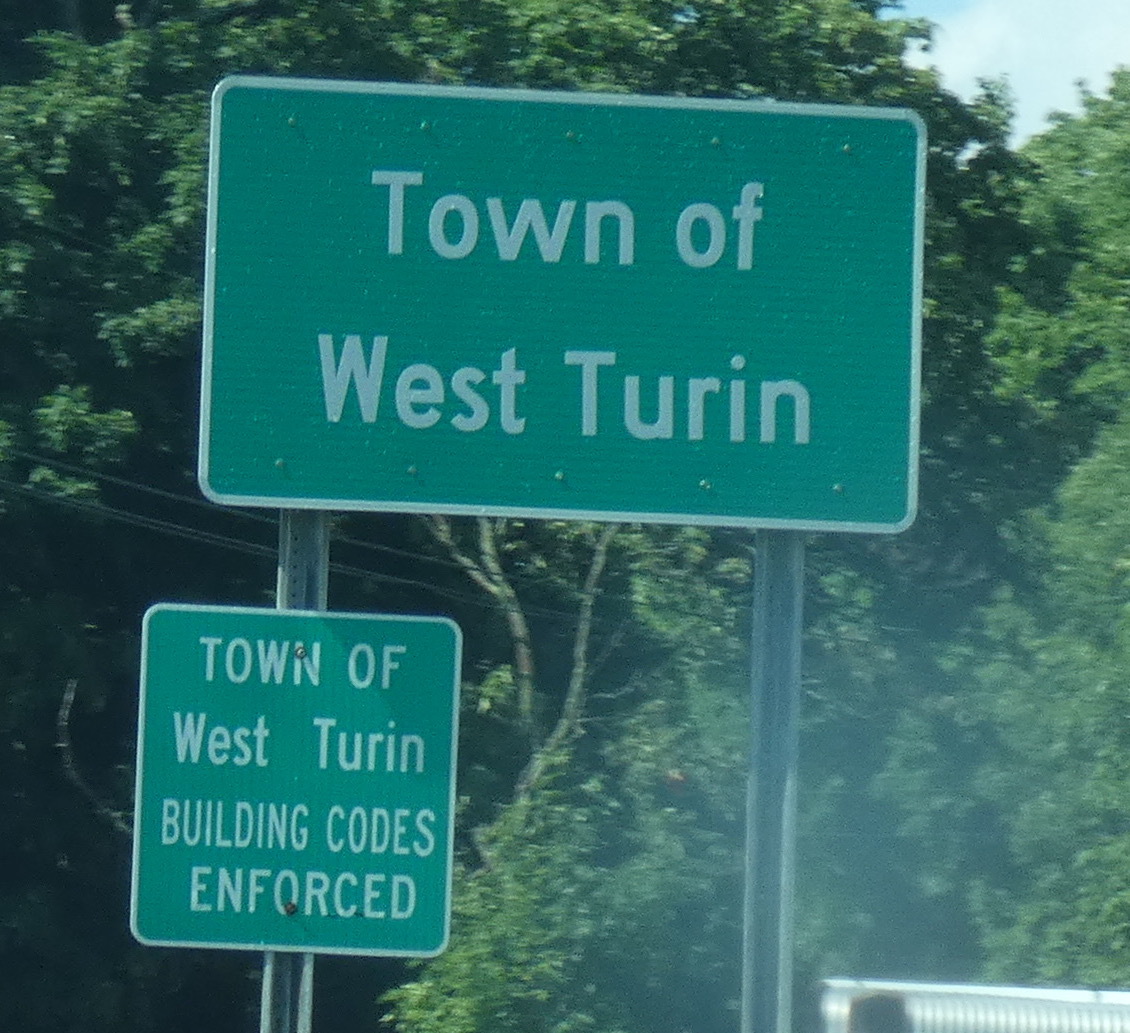 Town of
West Turin
TOWN OF
West Turin
BUILDING CODES
ENFORCED